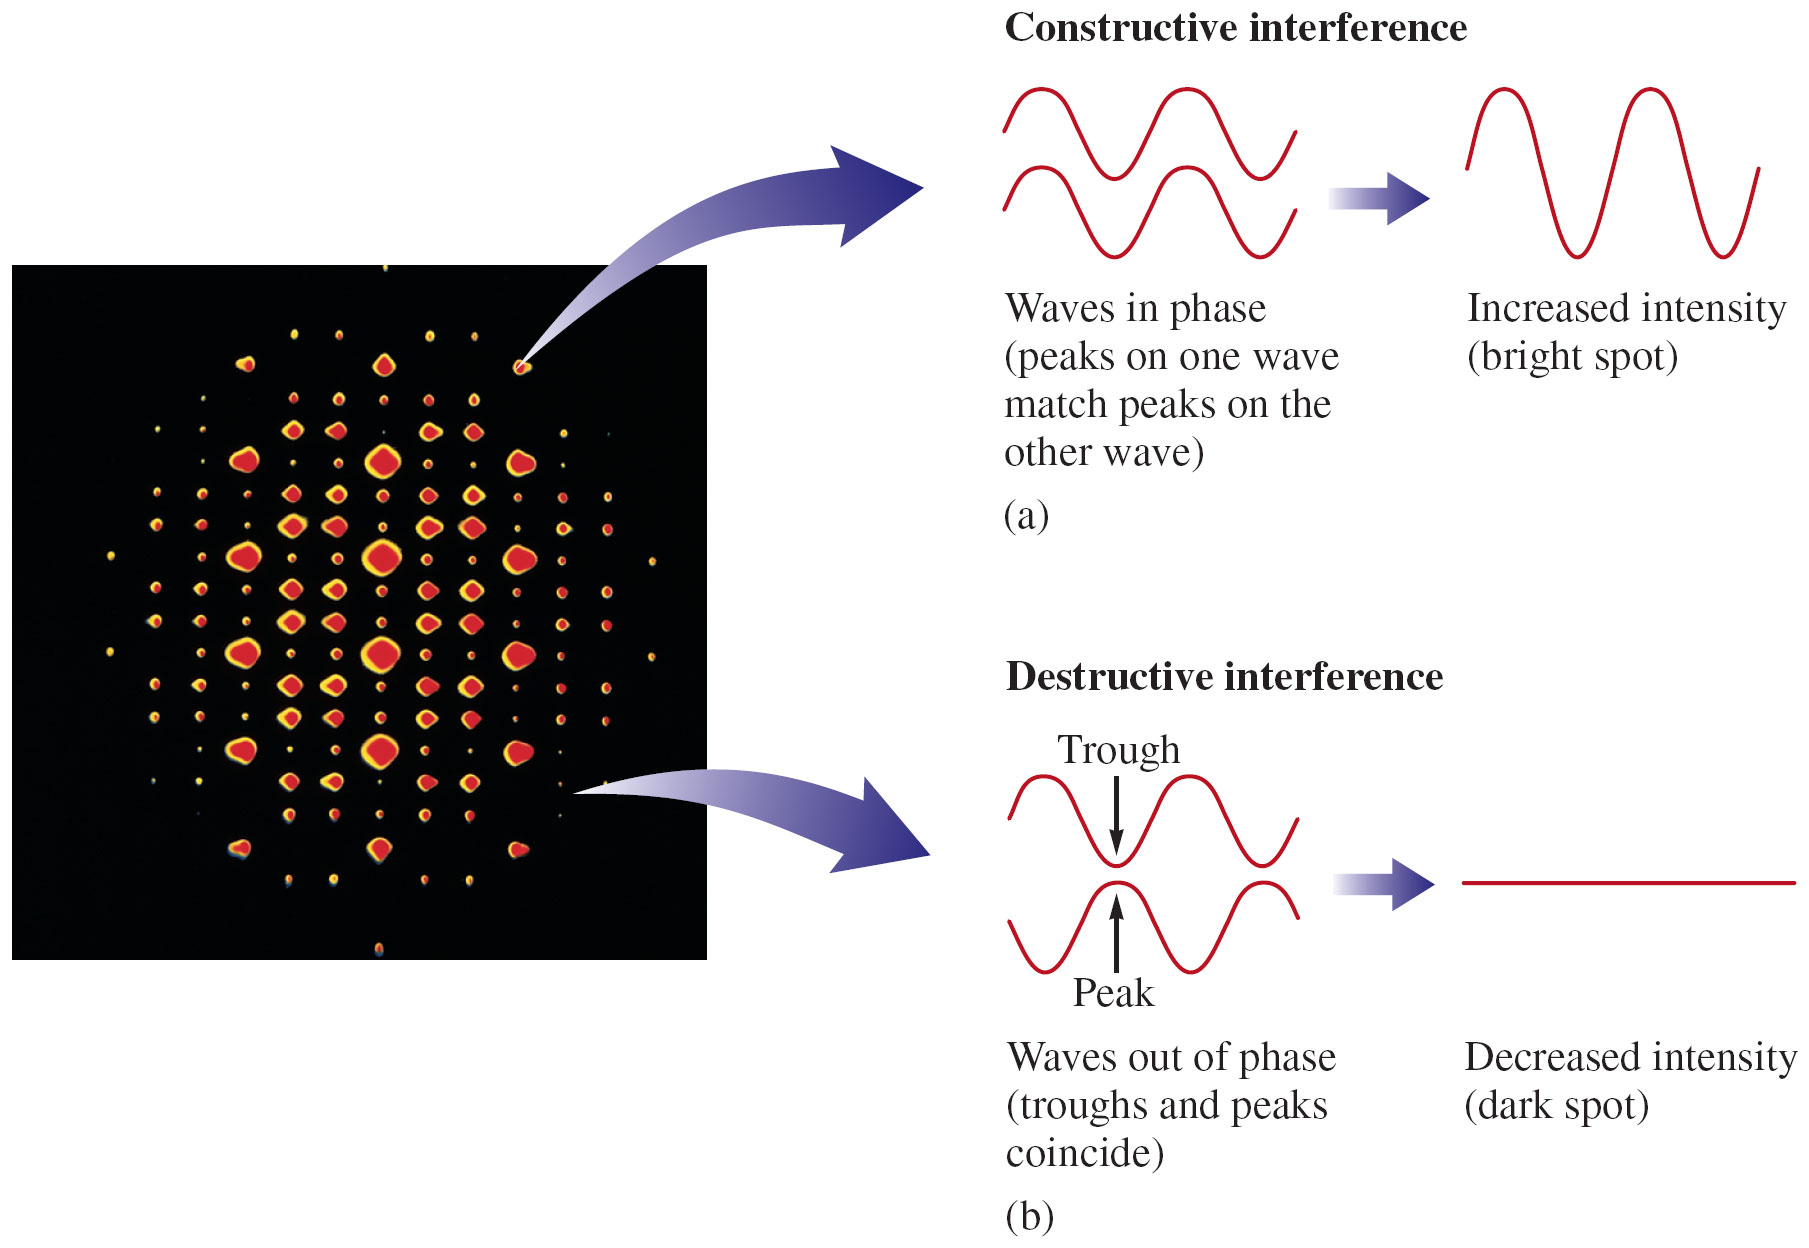 Constructive interference
Waves in phase
(peaks on one wave
match peaks on the
other wave)
Increased intensity
(bright spot)
(a)
Destructive interference
Trough
Peak
Waves out of phase
(troughs and peaks
coincide)
Decreased intensity
(dark spot)
(b)